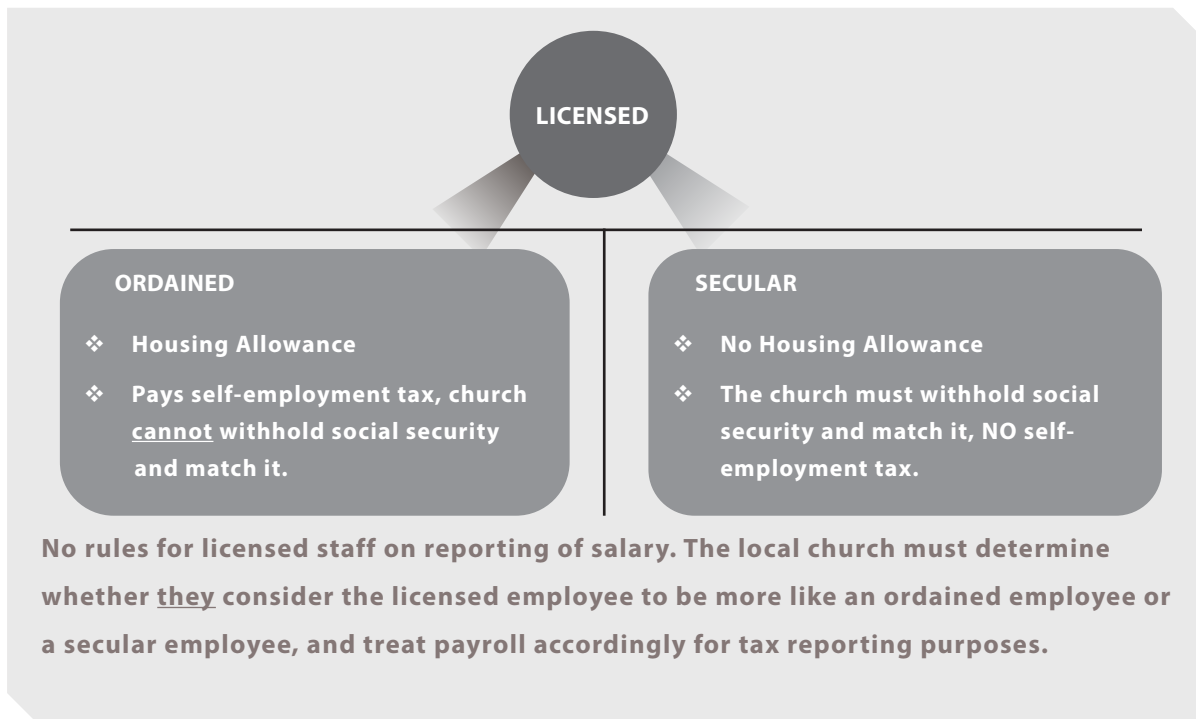 LICENSED
ORDAINED
❖ Housing Allowance
❖ Pays self-employment tax, church
cannot withhold social security
and match it.
SECULAR
❖ No Housing Allowance
❖ The church must withhold social
security and match it, NO self-
employment tax.
No rules for licensed staff on reporting of salary. The local church must determine
whether they consider the licensed employee to be more like an ordained employee or
a secular employee, and treat payroll accordingly for tax reporting purposes.